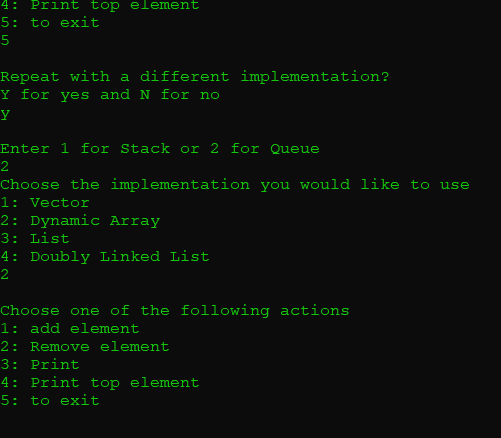 4: Print top element
5: to exit
5
Repeat with a different implementation?
Y for yes and N for no
y
Enter 1 for Stack or 2 for Queue
2
Choose the implementation you would like to use
1: Vector
2: Dynamic Array
3: List
4: Doubly Linked List
2
Choose one of the following actions
1: add element
2: Remove element
3: Print
4: Print top element
5: to exit